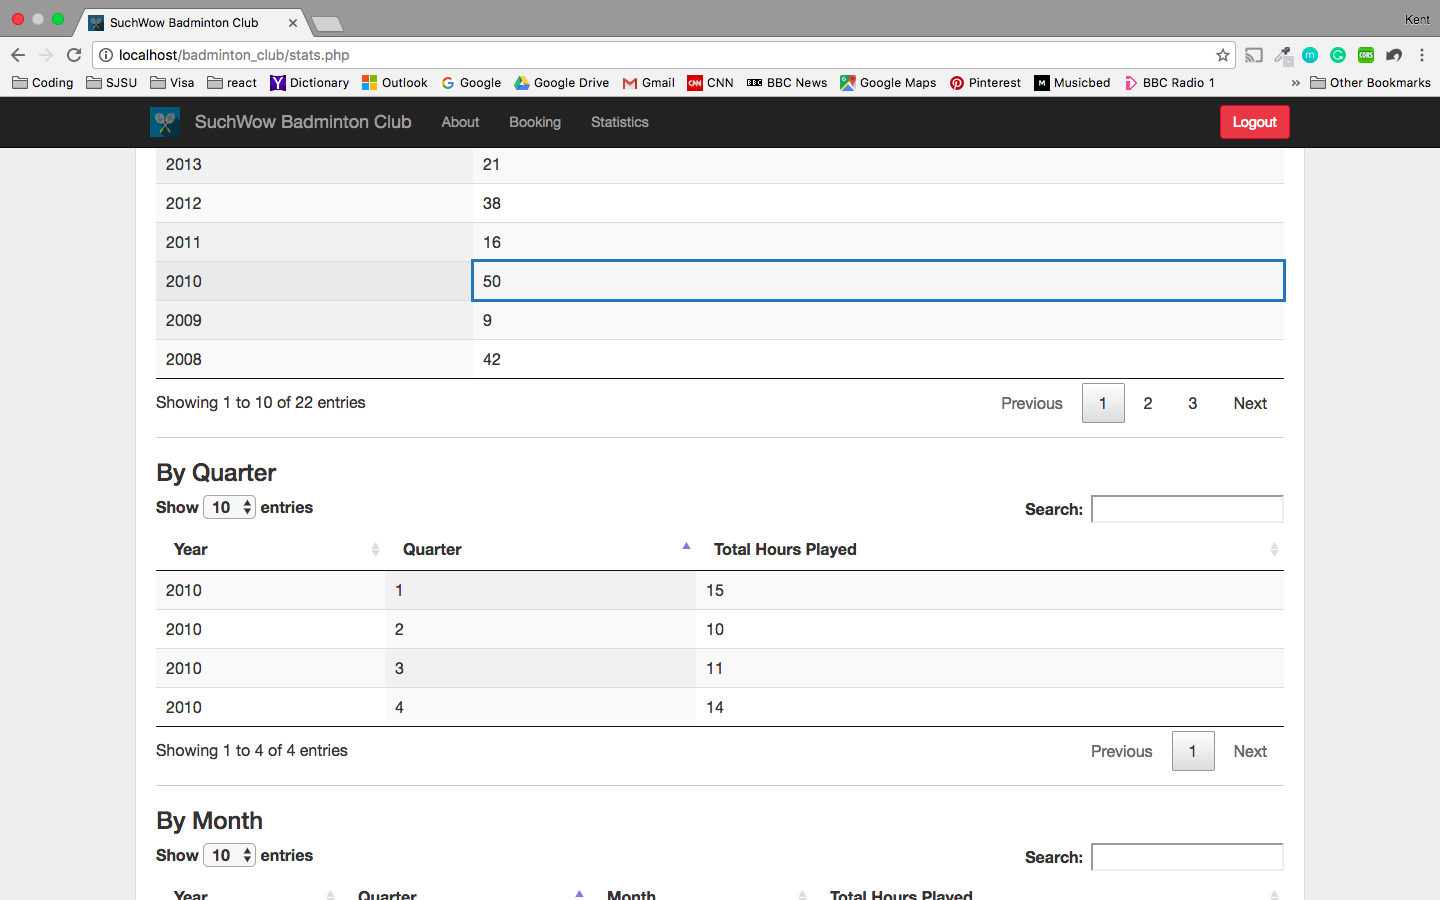 SuchWow Badminton Club
Kent
localhost/badminton_club/stats.php
Coding SJSU Visa react Dictionary Outlook Google Google Drive Gmail CNN BBC News Google Maps Pinterest Musicbed BBC Radio 1 » Other Bookmarks
SuchWow Badminton Club About Booking Statistics Logout
2013 21
2012 38
2011 16
2010 50
2009 9
2008 42
Showing 1 to 10 of 22 entries Previous 1 2 3 Next
By Quarter
Show 10 entries Search:
Year Quarter Total Hours Played
2010 1 15
2010 2 10
2010 3 11
2010 4 14
Showing 1 to 4 of 4 entries Previous 1 Next
By Month
Show 10 entries Search:
Year Quarter Month Total Hours Played